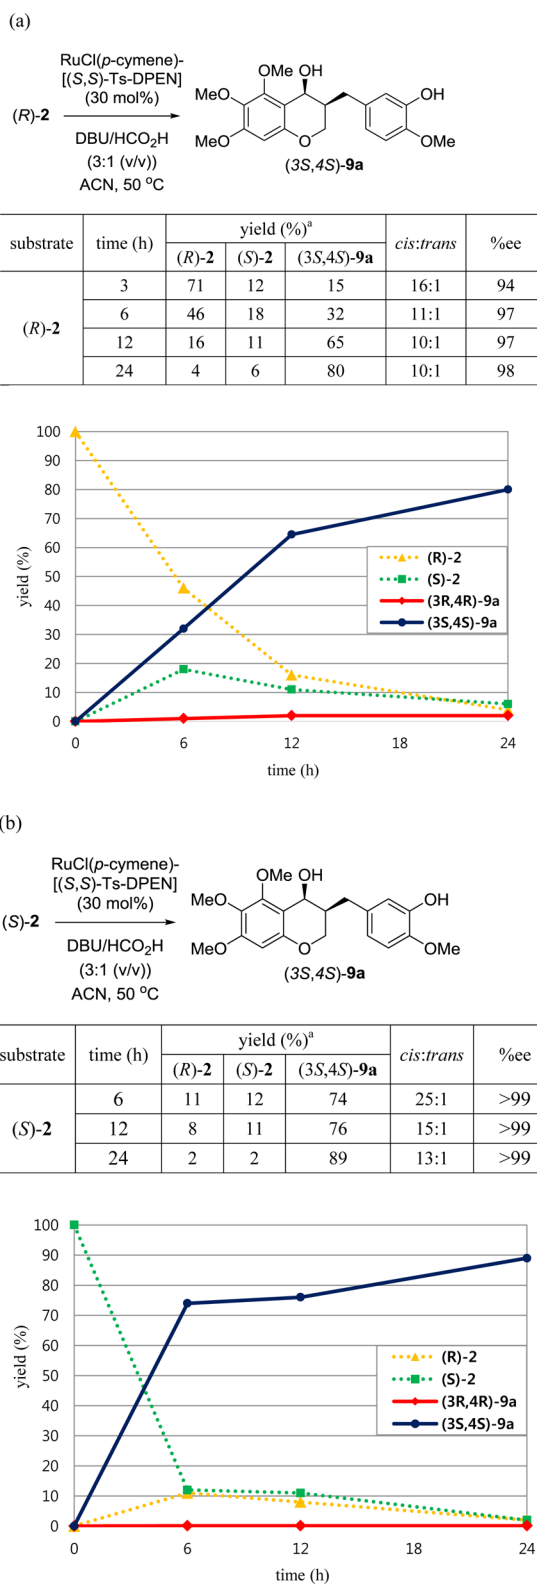 (a)
RuCl(p-cymene)-
[(S,S)-Ts-DPEN]
(30 mol%)
(R)-2
DBU/HCO2H
(3:1 (v/v))
ACN, 50 °C
OMe OH
MeO
MeO
O
OH
OMe
(3S,4S)-9a
substrate time (h) yield (%)a cis:trans %ee
(R)-2 (S)-2 (3S,4S)-9a
(R)-2
3 71 12 15 16:1 94
6 46 18 32 11:1 97
12 16 11 65 10:1 97
24 4 6 80 10:1 98
100
90
80
70
60
50
40
30
20
10
0
yield (%)
(R)-2
(S)-2
(3R,4R)-9a
(3S,4S)-9a
0 6 12 18 24
time (h)
(b)
RuCl(p-cymene)-
[(S,S)-Ts-DPEN]
(30 mol%)
(S)-2
DBU/HCO2H
(3:1 (v/v))
ACN, 50 °C
OMe OH
MeO
MeO
O
OH
OMe
(3S,4S)-9a
substrate time (h) yield (%)a cis:trans %ee
(R)-2 (S)-2 (3S,4S)-9a
(S)-2
6 11 12 74 25:1 >99
12 8 11 76 15:1 >99
24 2 2 89 13:1 >99
100
90
80
70
60
50
40
30
20
10
0
yield (%)
(R)-2
(S)-2
(3R,4R)-9a
(3S,4S)-9a
0 6 12 18 24
time (h)